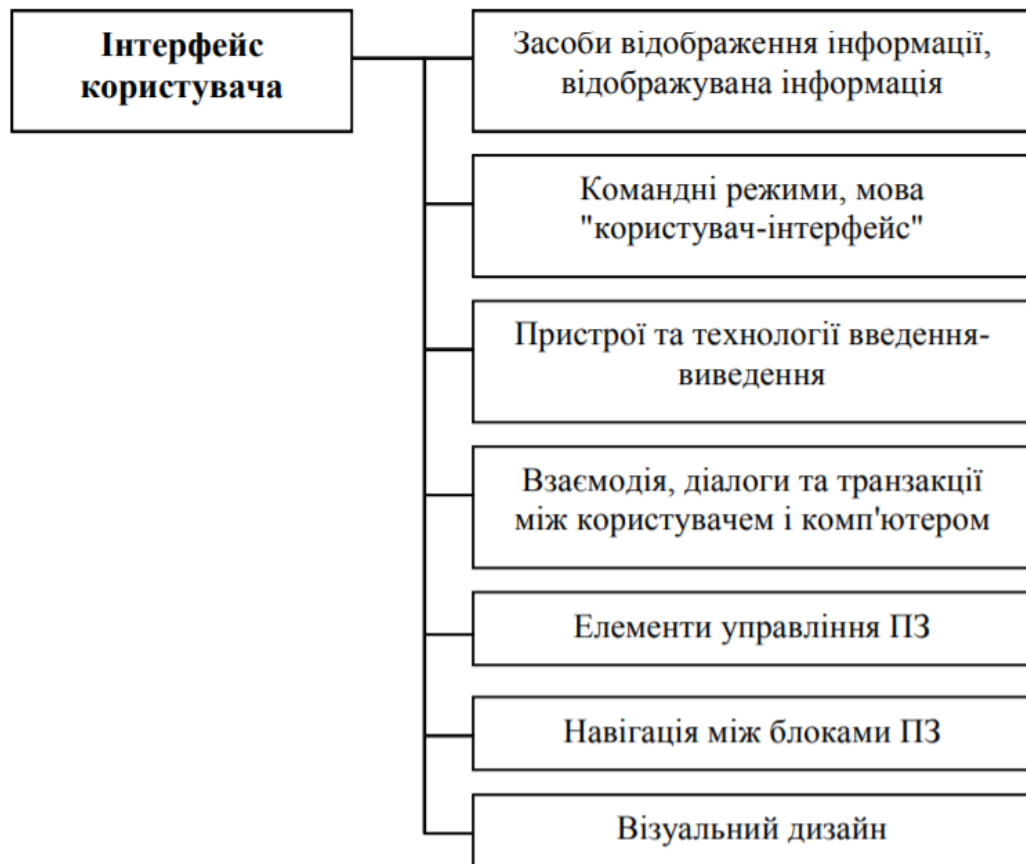 Інтерфейс
користувача
Засоби відображення інформації,
відображувана інформація
Командні режими, мова
"користувач-інтерфейс"
Пристрої та технології введення-
виведення
Взаємодія, діалоги та транзакції
між користувачем і комп'ютером
Елементи управління ПЗ
Навігація між блоками ПЗ
Візуальний дизайн